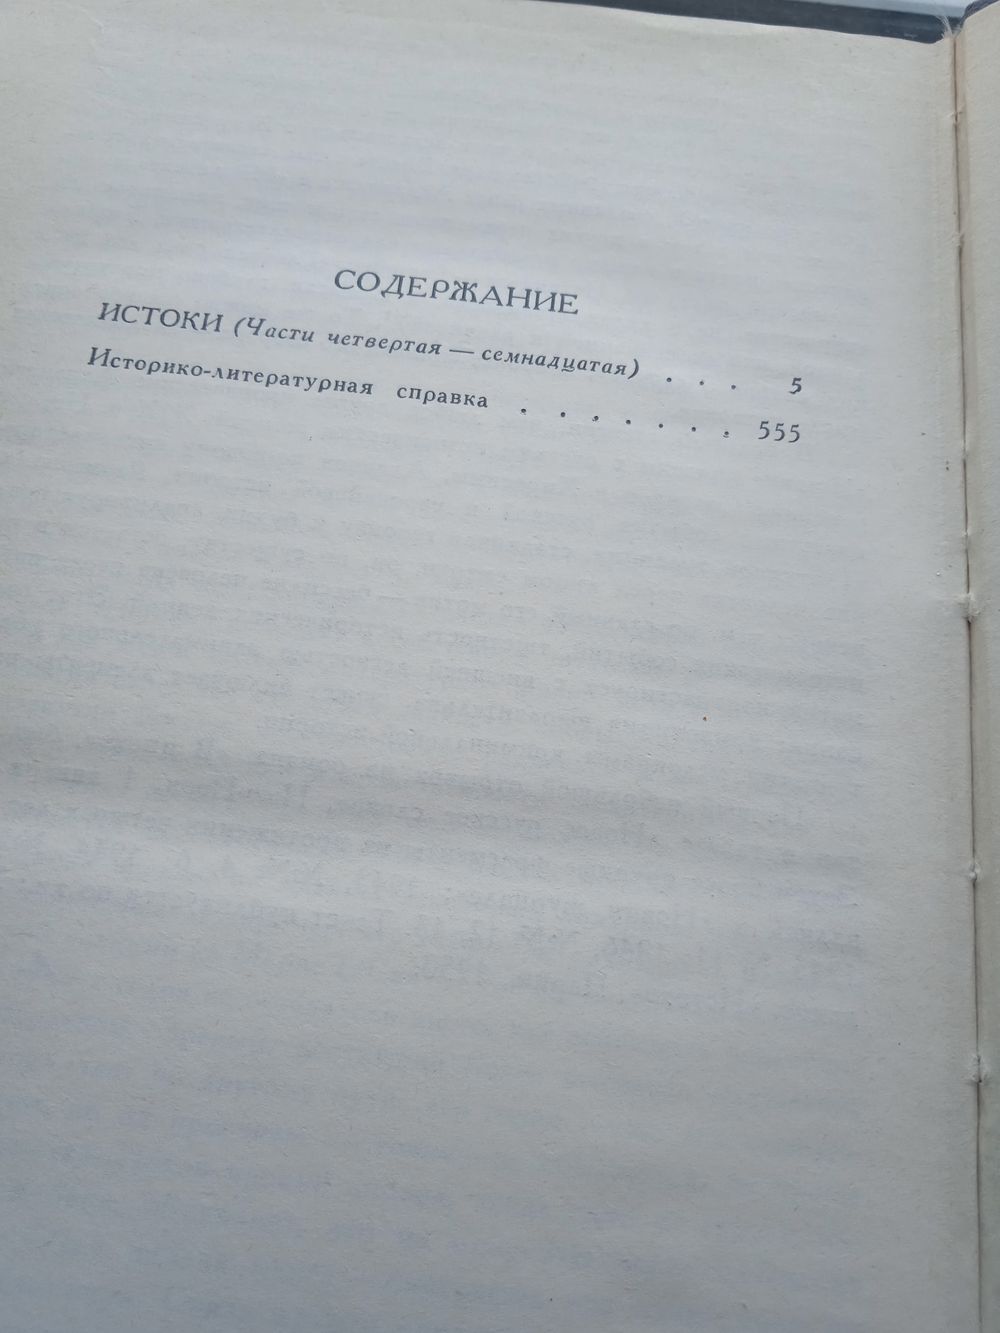 СОДЕРЖАНИЕ
ИСТОКИ (Части четвертая — семнадцатая) . . . 5
Историко-литературная справка . . . . . . . 555